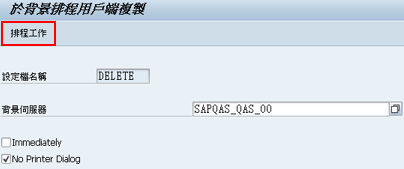 於背景排程用戶端複製
排程工作
設定檔名稱 DELETE
背景伺服器 SAPQAS_QAS_00
Immediately
No Printer Dialog